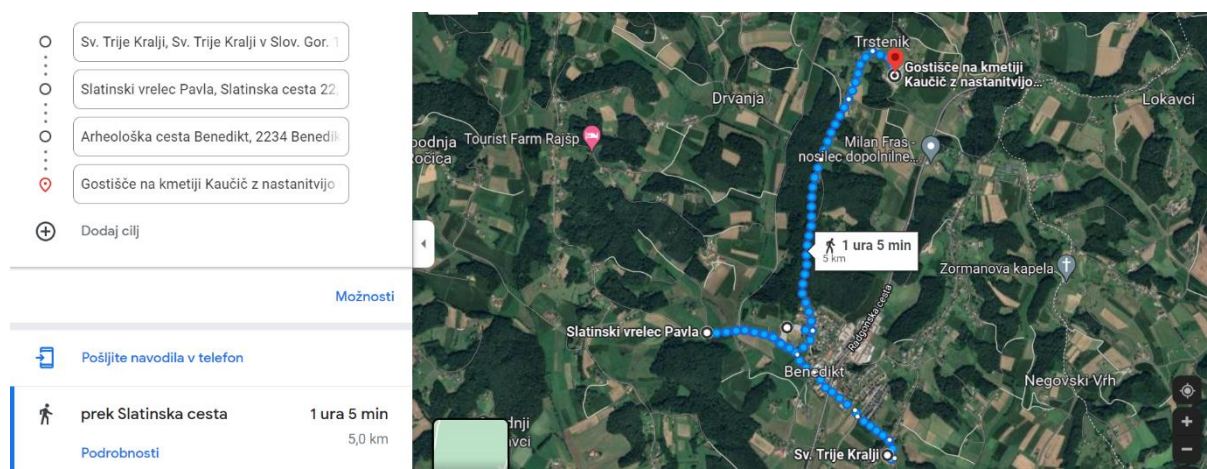 Sv. Trije Kralji, Sv. Trije Kralji v Slov. Gor.
Slatinski vrelec Pavla, Slatinska cesta 22,
Arheološka cesta Benedikt, 2234 Benedik
Gostišče na kmetiji Kaučič z nastanitvijo
Dodaj cilj
Možnosti
Pošljite navodila v telefon
prek Slatinska cesta
1 ura 5 min
5,0 km
Podrobnosti
Trstenik
Gostišče na kmetiji
Kaučič z nastanitvijo...
Drvanja
Lokavci
Tourist Farm Rajšp
Milan Fras -
nosilec dopolnilne...
1 ura 5 min
5 km
Zormanova kapela
Radgonska cesta
Slatinski vrelec Pavla
Benedikt
Negovski Vrh
Sv. Trije Kralji